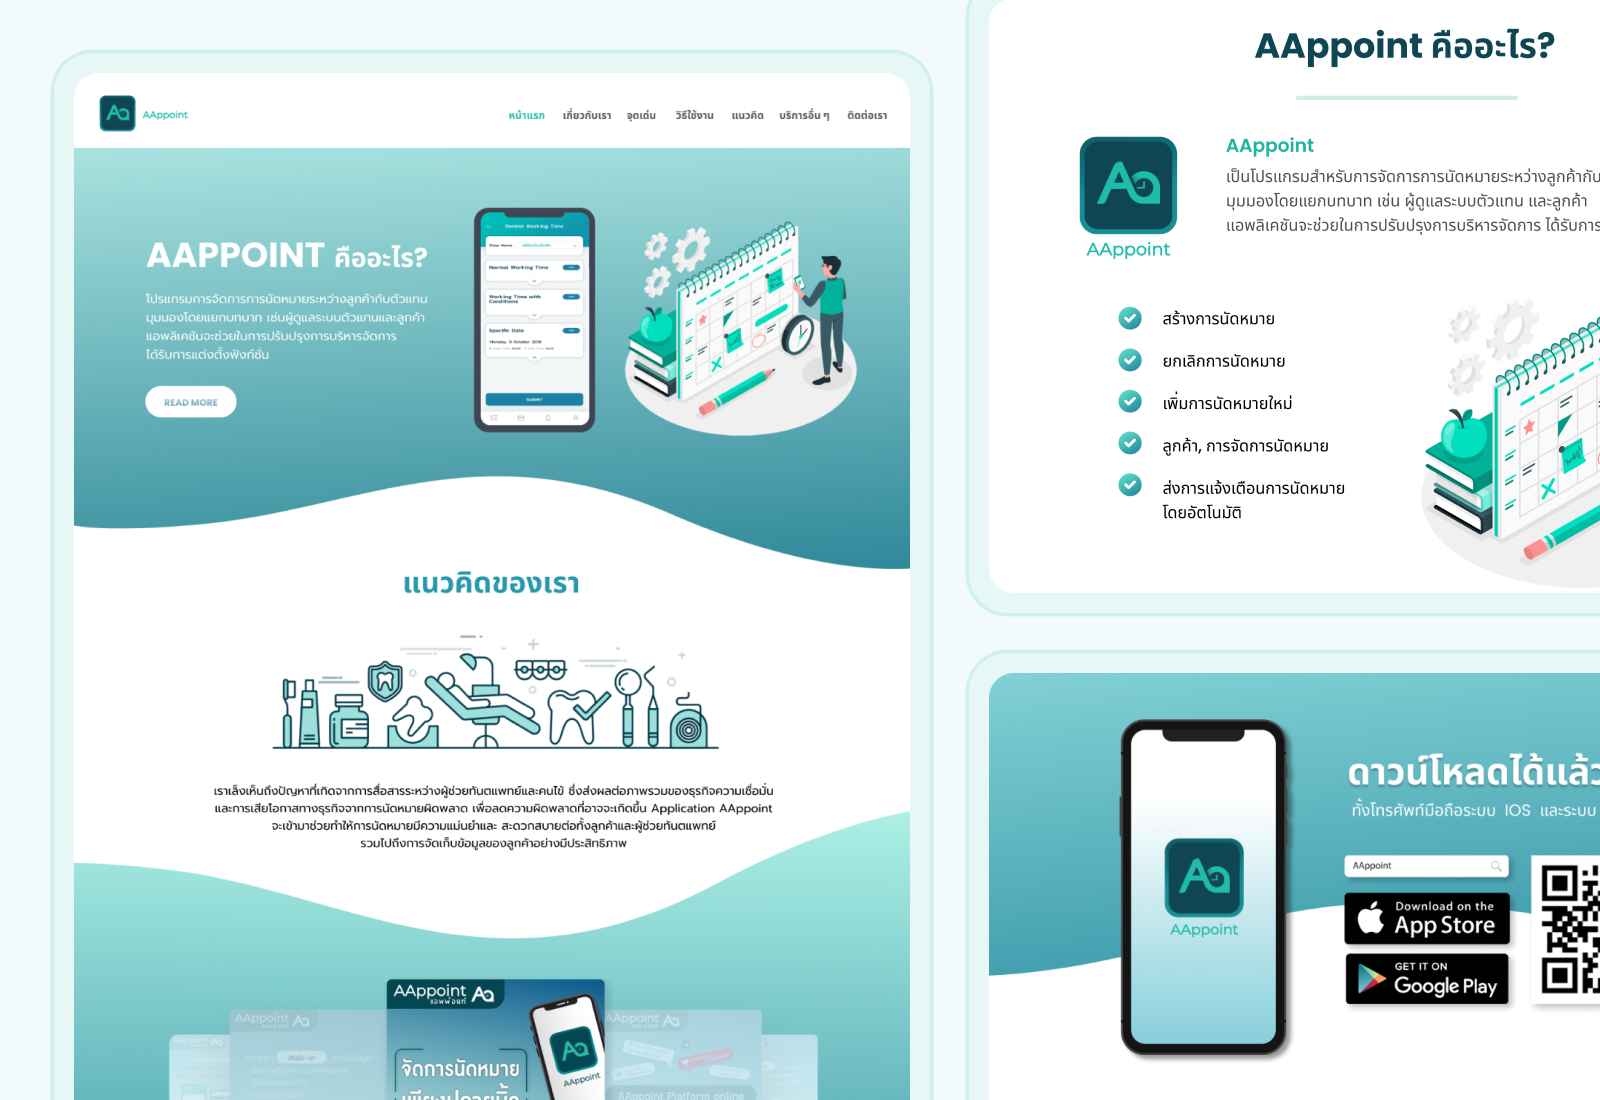 AAppoint
หน้าแรก เกี่ยวกับเรา จุดเด่น วิธีใช้งาน แนวคิด บริการอื่น ๆ ติดต่อเรา
AAPPOINT คืออะไร?
โปรแกรมการจัดการการนัดหมายระหว่างลูกค้ากับตัวแทน
มุมมองโดยแยกบทบาท เช่นผู้ดูแลระบบตัวแทนและลูกค้า
แอพลิเคชันจะช่วยในการปรับปรุงการบริหารจัดการ
ได้รับการแต่งตั้งฟังก์ชั่น
READ MORE
Dentist Working Time
Shop Name :
Normal Working Time
Working Time with
Conditions
Specific Date
Monday, 9 October 2019
SUBMIT
แนวคิดของเรา
เราเล็งเห็นถึงปัญหาที่เกิดจากการสื่อสารระหว่างผู้ช่วยทันตแพทย์และคนไข้ ซึ่งส่งผลต่อภาพรวมของธุรกิจความเชื่อมั่น
และการเสียโอกาสทางธุรกิจจากการนัดหมายผิดพลาด เพื่อลดความผิดพลาดที่อาจจะเกิดขึ้น Application AAppoint
จะเข้ามาช่วยทำให้การนัดหมายมีความแม่นยำและ สะดวกสบายต่อทั้งลูกค้าและผู้ช่วยทันตแพทย์
รวมไปถึงการจัดเก็บข้อมูลของลูกค้าอย่างมีประสิทธิภาพ
AAppoint
แอพพ้อยท์
จัดการนัดหมาย
AAppoint
AAppoint
Walk-in
AAppoint
AAppoint Platform online
AAppoint คืออะไร?
AAppoint
AAppoint
เป็นโปรแกรมสำหรับการจัดการการนัดหมายระหว่างลูกค้ากับ
มุมมองโดยแยกบทบาท เช่น ผู้ดูแลระบบตัวแทน และลูกค้า
แอพลิเคชันจะช่วยในการปรับปรุงการบริหารจัดการ ได้รับการ
สร้างการนัดหมาย
ยกเลิกการนัดหมาย
เพิ่มการนัดหมายใหม่
ลูกค้า, การจัดการนัดหมาย
ส่งการแจ้งเตือนการนัดหมาย
โดยอัตโนมัติ
AAppoint
ดาวน์โหลดได้แล้ว
ทั้งโทรศัพท์มือถือระบบ IOS และระบบ
AAppoint
Download on the
App Store
GET IT ON
Google Play